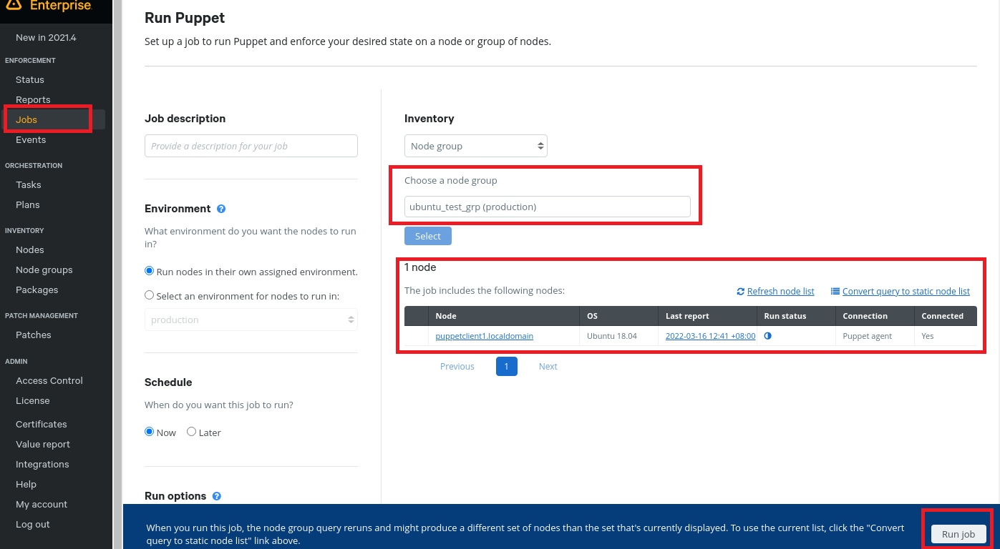 Enterprise
New in 2021.4
ENFORCEMENT
Status
Reports
Jobs
Events
ORCHESTRATION
Tasks
Plans
INVENTORY
Nodes
Node groups
Packages
PATCH MANAGEMENT
Patches
ADMIN
Access Control
License
Certificates
Value report
Integrations
Help
My account
Log out
Run Puppet
Set up a job to run Puppet and enforce your desired state on a node or group of nodes.
Job description
Provide a description for your job
Environment ?
What environment do you want the nodes to run
in?
Run nodes in their own assigned environment.
Select an environment for nodes to run in:
production
Schedule
When do you want this job to run?
Now Later
Run options ?
Inventory
Node group
Choose a node group
ubuntu_test_grp (production)
Select
1 node
The job includes the following nodes: Refresh node list Convert query to static node list
Node OS Last report Run status Connection Connected
puppetclient1.localdomain Ubuntu 18.04 2022-03-16 12:41 +08:00 Puppet agent Yes
Previous 1 Next
When you run this job, the node group query reruns and might produce a different set of nodes than the set that's currently displayed. To use the current list, click the "Convert
query to static node list" link above.
Run job